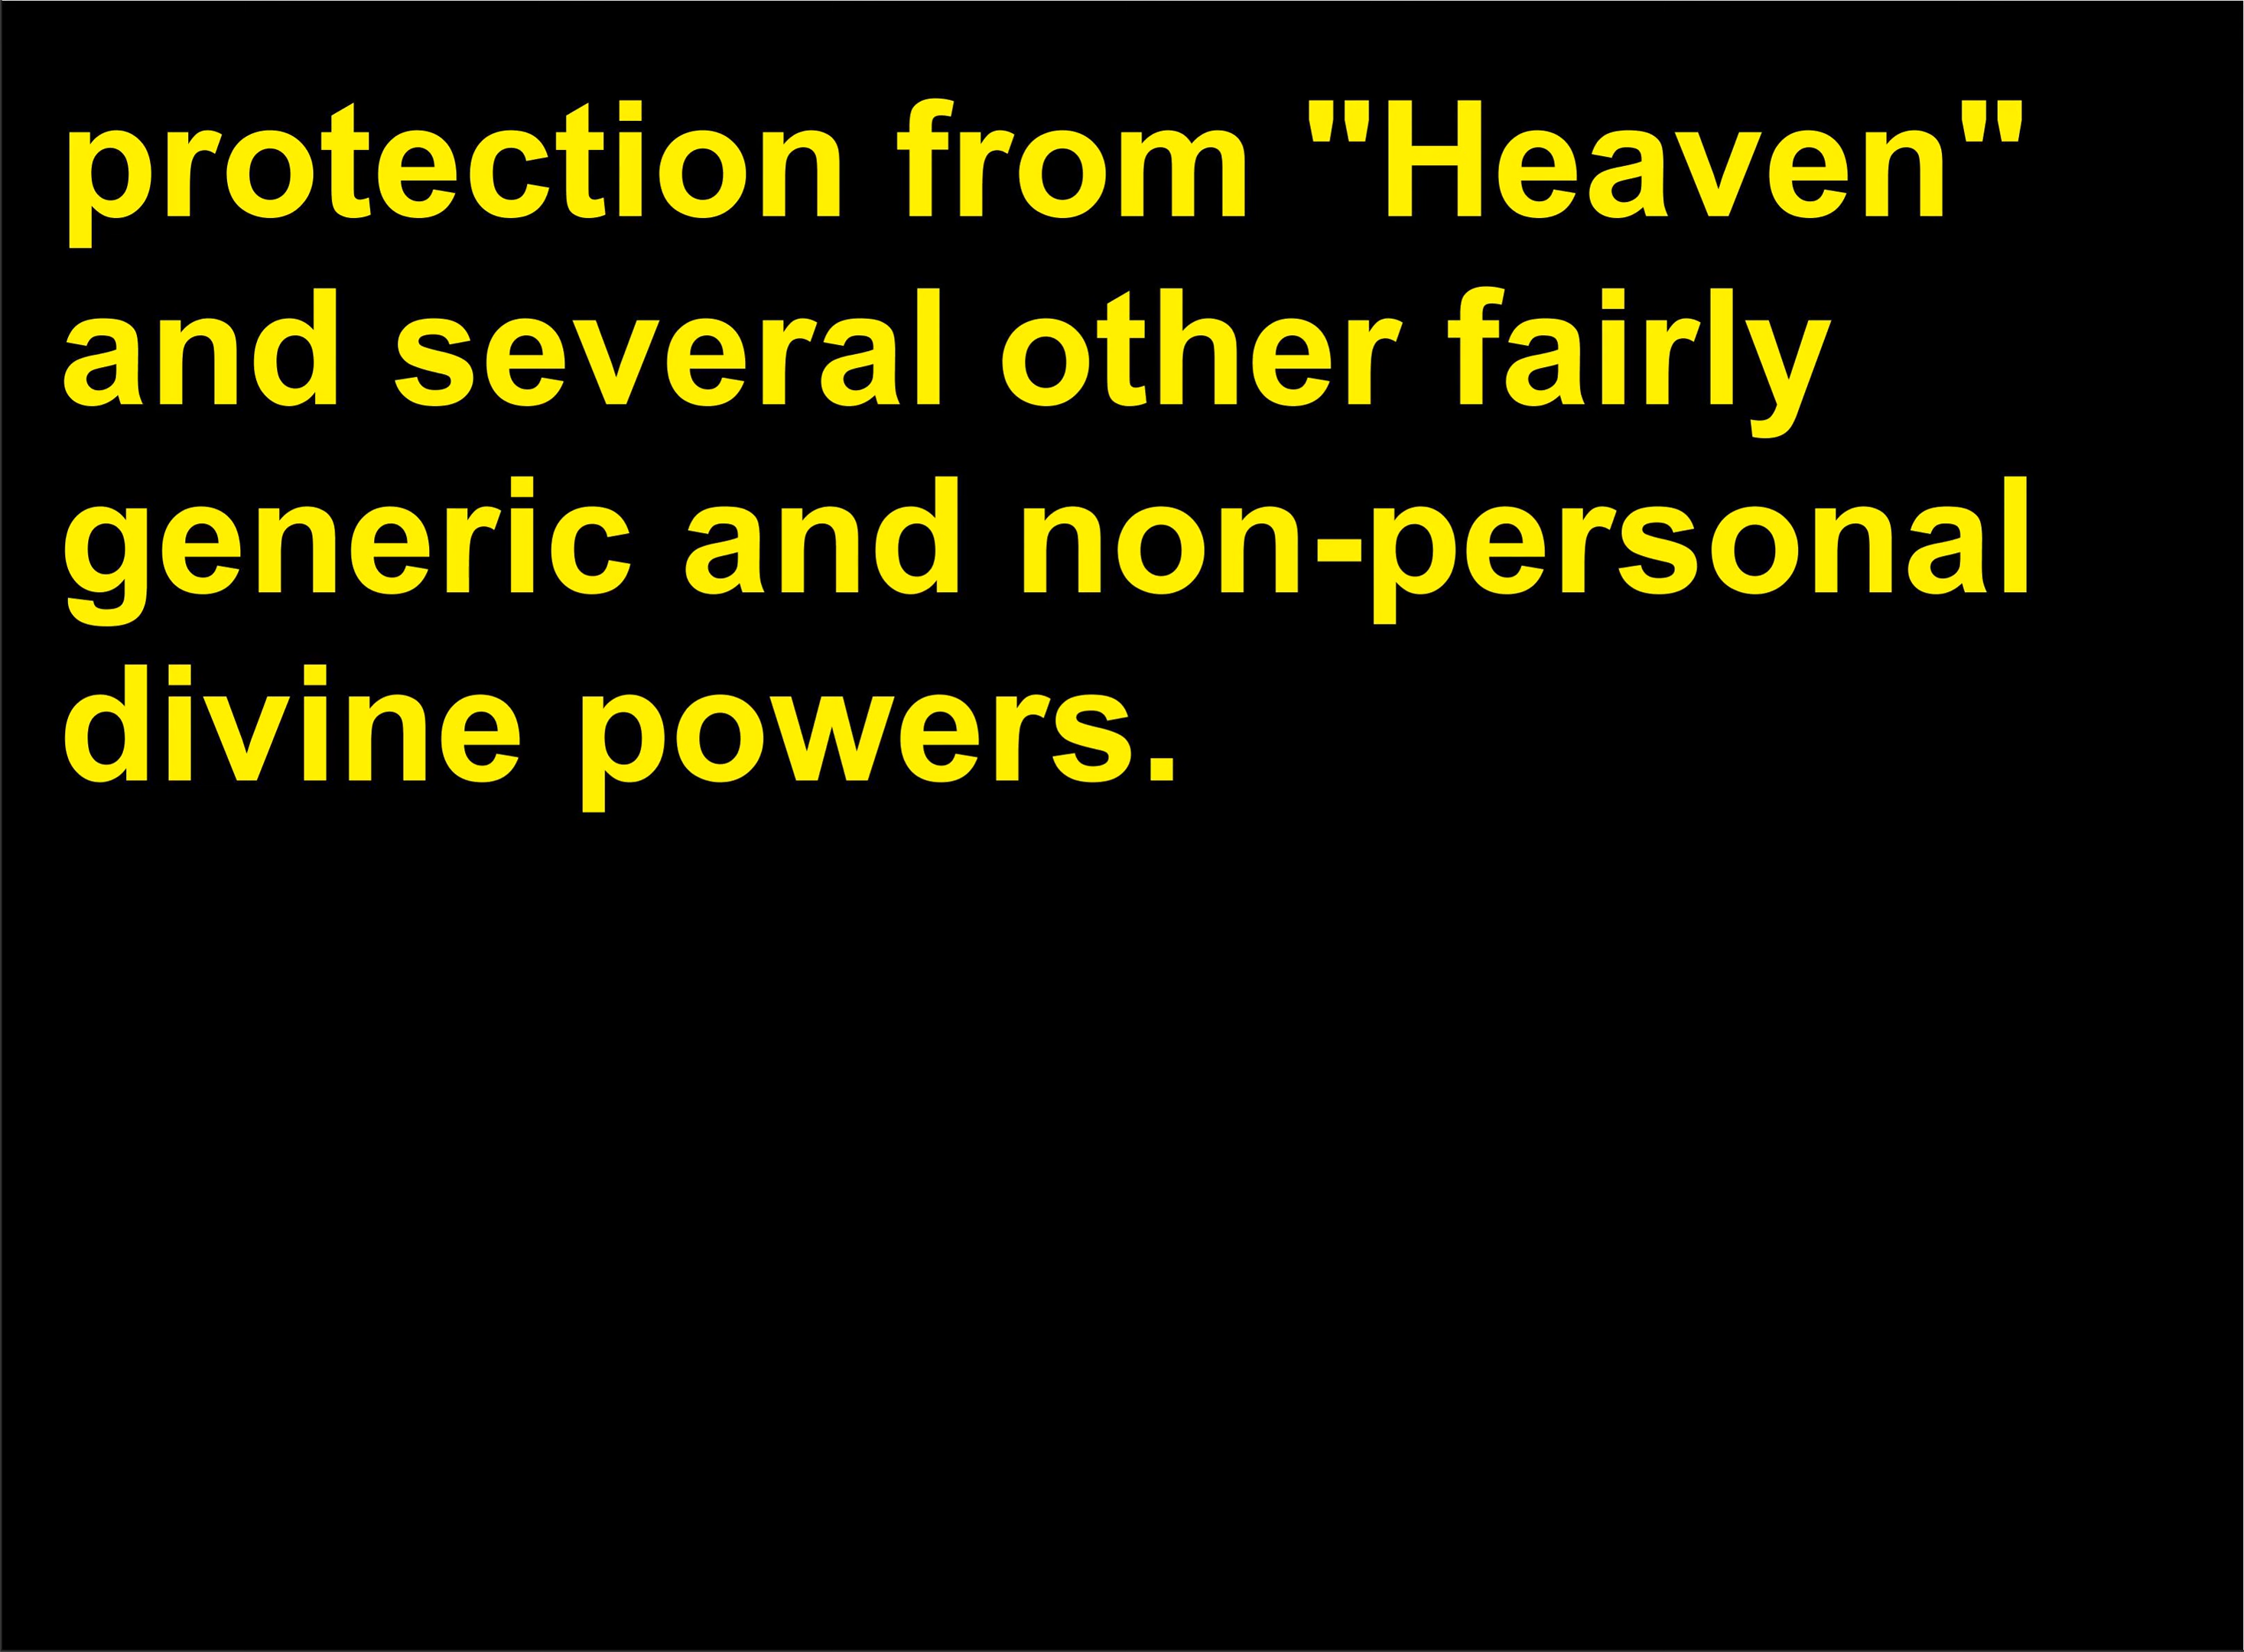 protection from "Heaven"
and several other fairly
generic and non-personal
divine powers.